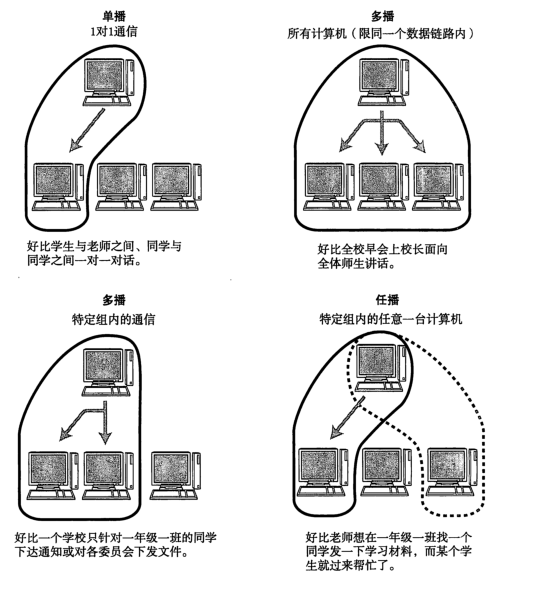 单播
1对1通信
好比学生与老师之间、同学与
同学之间一对一对话。
多播
所有计算机（限同一个数据链路内）
好比全校早会上校长面向
全体师生讲话。
多播
特定组内的通信
好比一个学校只针对一年级一班的同学
下达通知或对各委员会下发文件。
任播
特定组内的任意一台计算机
好比老师想在一年级一班找一个
同学发一下学习材料，而某个学
生就过来帮忙了。